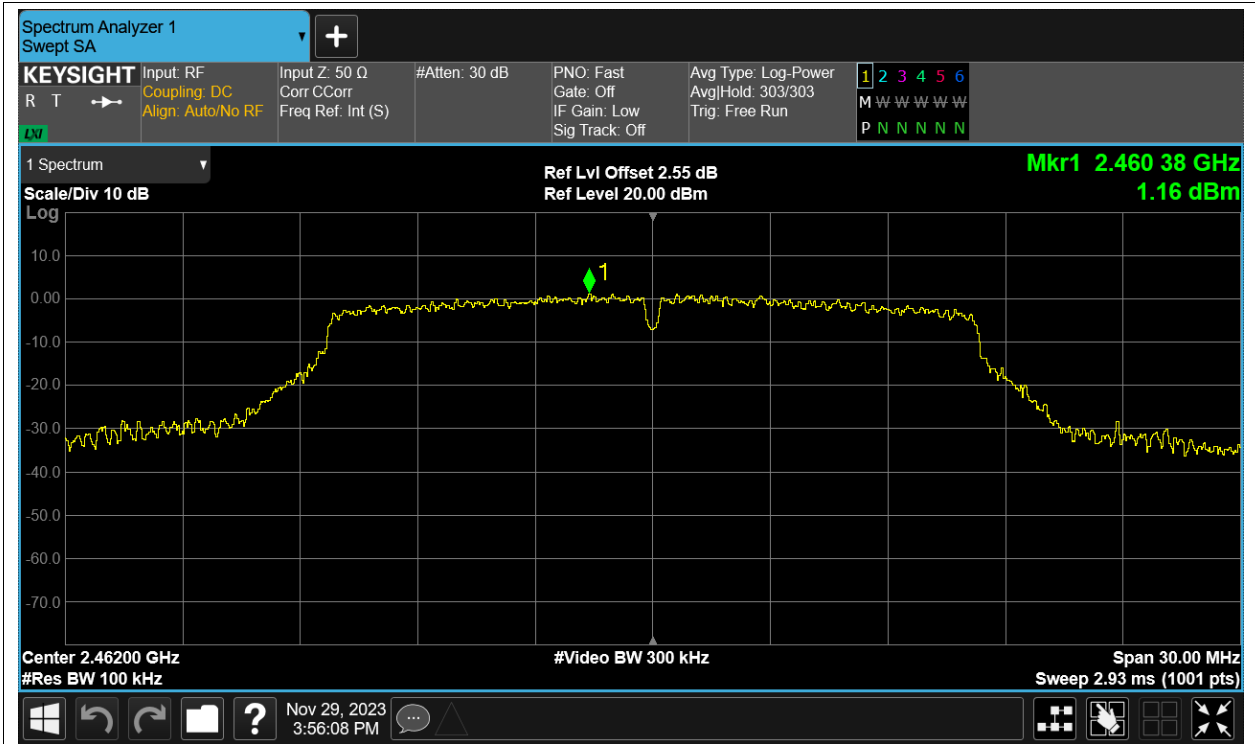 Spectrum Analyzer 1
Swept SA
+
KEYSIGHT
R T
LXI
Input: RF
Coupling: DC
Align: Auto/No RF
Input Z: 50 Ω
Corr CCorr
Freq Ref: Int (S)
#Atten: 30 dB
PNO: Fast
Gate: Off
IF Gain: Low
Sig Track: Off
Avg Type: Log-Power
Avg|Hold: 303/303
Trig: Free Run
1 2 3 4 5 6
M W W W W W
P N N N N N
1 Spectrum
Scale/Div 10 dB
Log
Ref Lvl Offset 2.55 dB
Ref Level 20.00 dBm
Mkr1 2.460 38 GHz
1.16 dBm
1
10.0
0.00
-10.0
-20.0
-30.0
-40.0
-50.0
-60.0
-70.0
Center 2.46200 GHz
#Res BW 100 kHz
#Video BW 300 kHz
Span 30.00 MHz
Sweep 2.93 ms (1001 pts)
?
Nov 29, 2023
3:56:08 PM